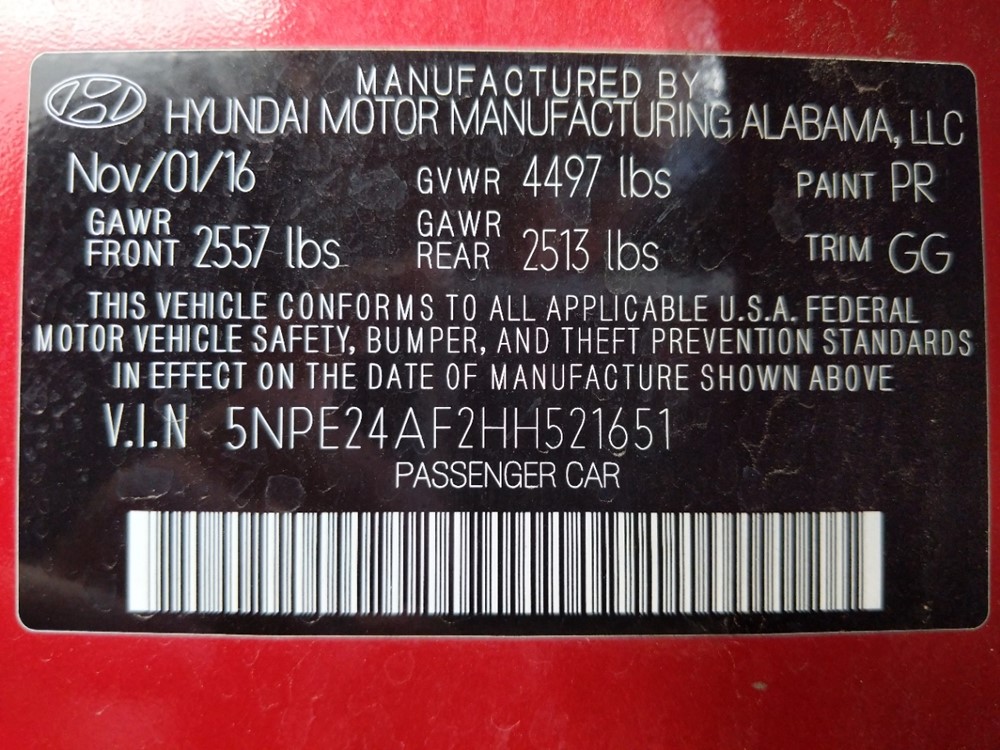 MANUFACTURED BY
HYUNDAI MOTOR MANUFACTURING ALABAMA, LLC
Nov/01/16 GVWR 4497 lbs PAINT PR
GAWR FRONT 2557 lbs GAWR REAR 2513 lbs TRIM GG
THIS VEHICLE CONFORMS TO ALL APPLICABLE U.S.A. FEDERAL
MOTOR VEHICLE SAFETY, BUMPER, AND THEFT PREVENTION STANDARDS
IN EFFECT ON THE DATE OF MANUFACTURE SHOWN ABOVE
V.I.N 5NPE24AF2HH521651
PASSENGER CAR